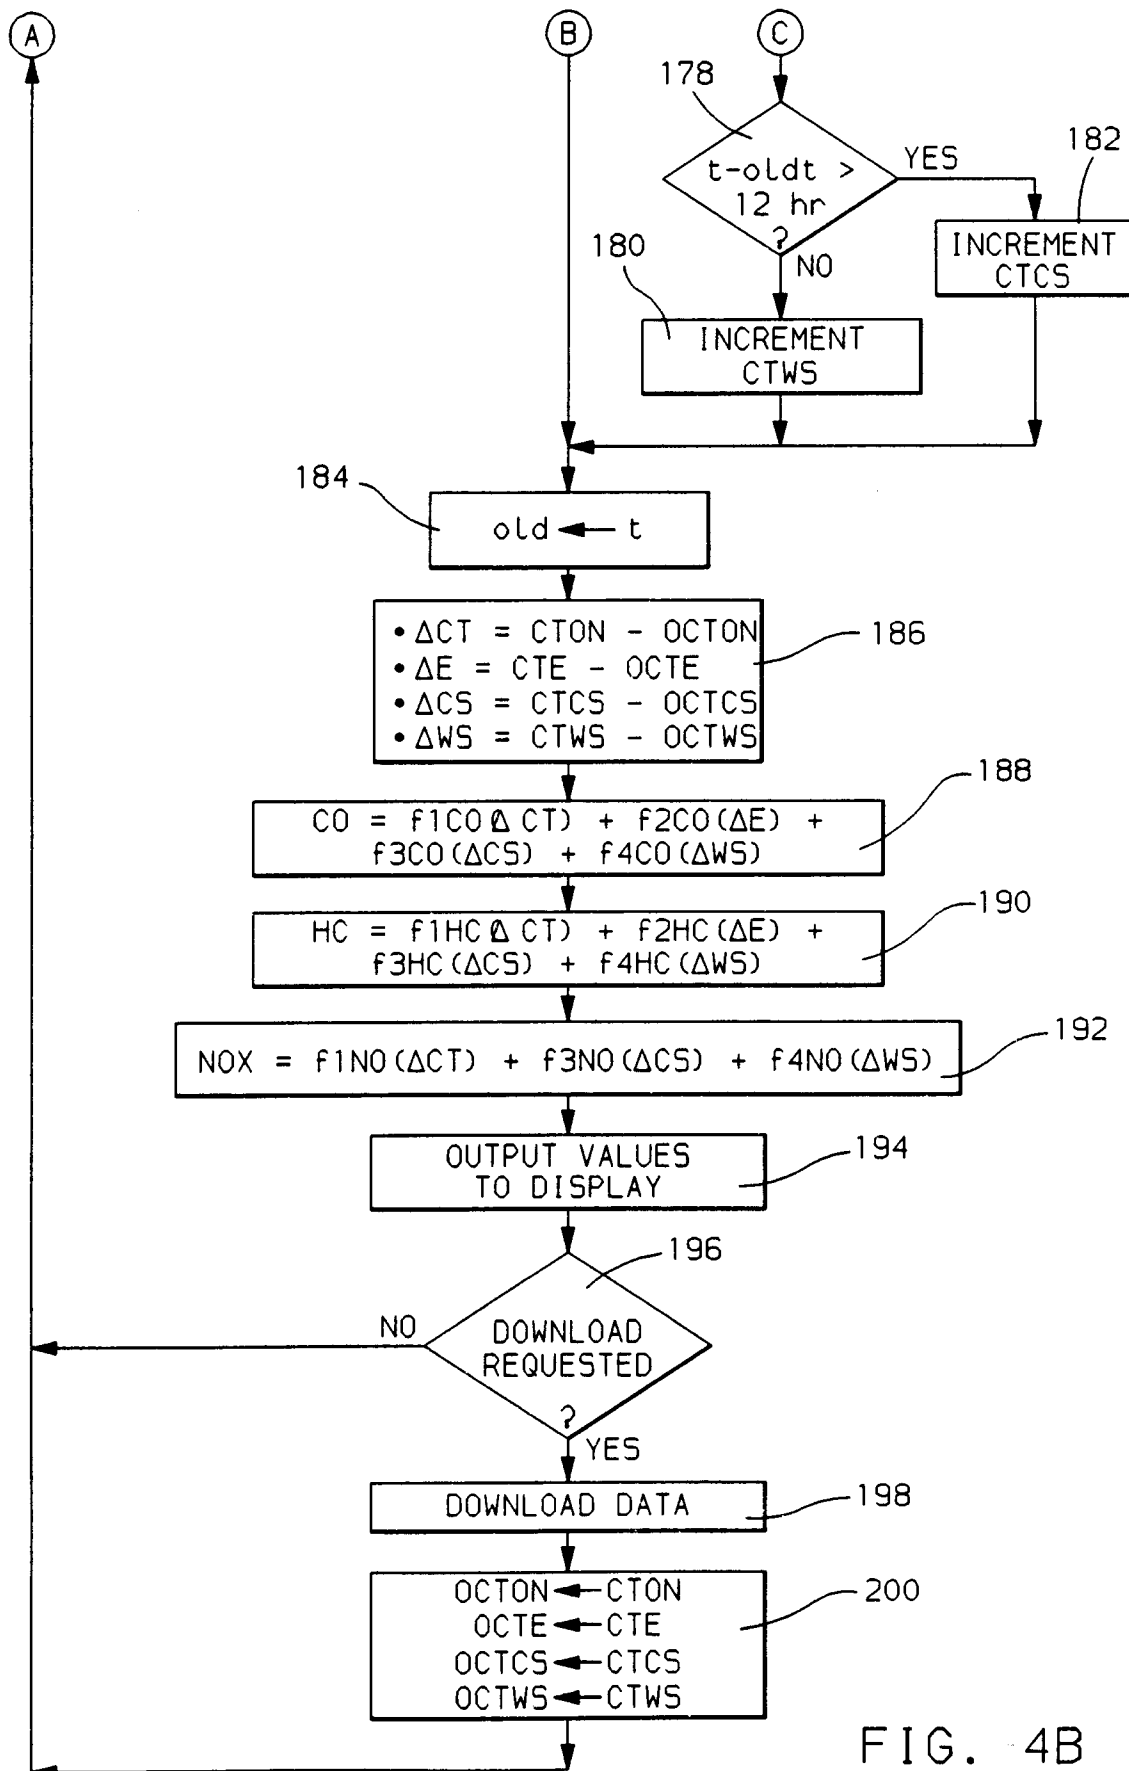 A
B
C
178
t-oldt >
12 hr
?
YES
182
INCREMENT
CTCS
180
NO
INCREMENT
CTWS
184
old ← t
• ΔCT = CTON - OCTON
• ΔE = CTE - OCTE
• ΔCS = CTCS - OCTCS
• ΔWS = CTWS - OCTWS
186
188
CO = f1CO(Δ CT) + f2CO(ΔE) +
f3CO(ΔCS) + f4CO(ΔWS)
190
HC = f1HC(Δ CT) + f2HC(ΔE) +
f3HC(ΔCS) + f4HC(ΔWS)
192
NOX = f1NO(ΔCT) + f3NO(ΔCS) + f4NO(ΔWS)
OUTPUT VALUES
TO DISPLAY
194
196
NO
DOWNLOAD
REQUESTED
?
YES
DOWNLOAD DATA
198
OCTON ← CTON
OCTE ← CTE
OCTCS ← CTCS
OCTWS ← CTWS
200
FIG. 4B